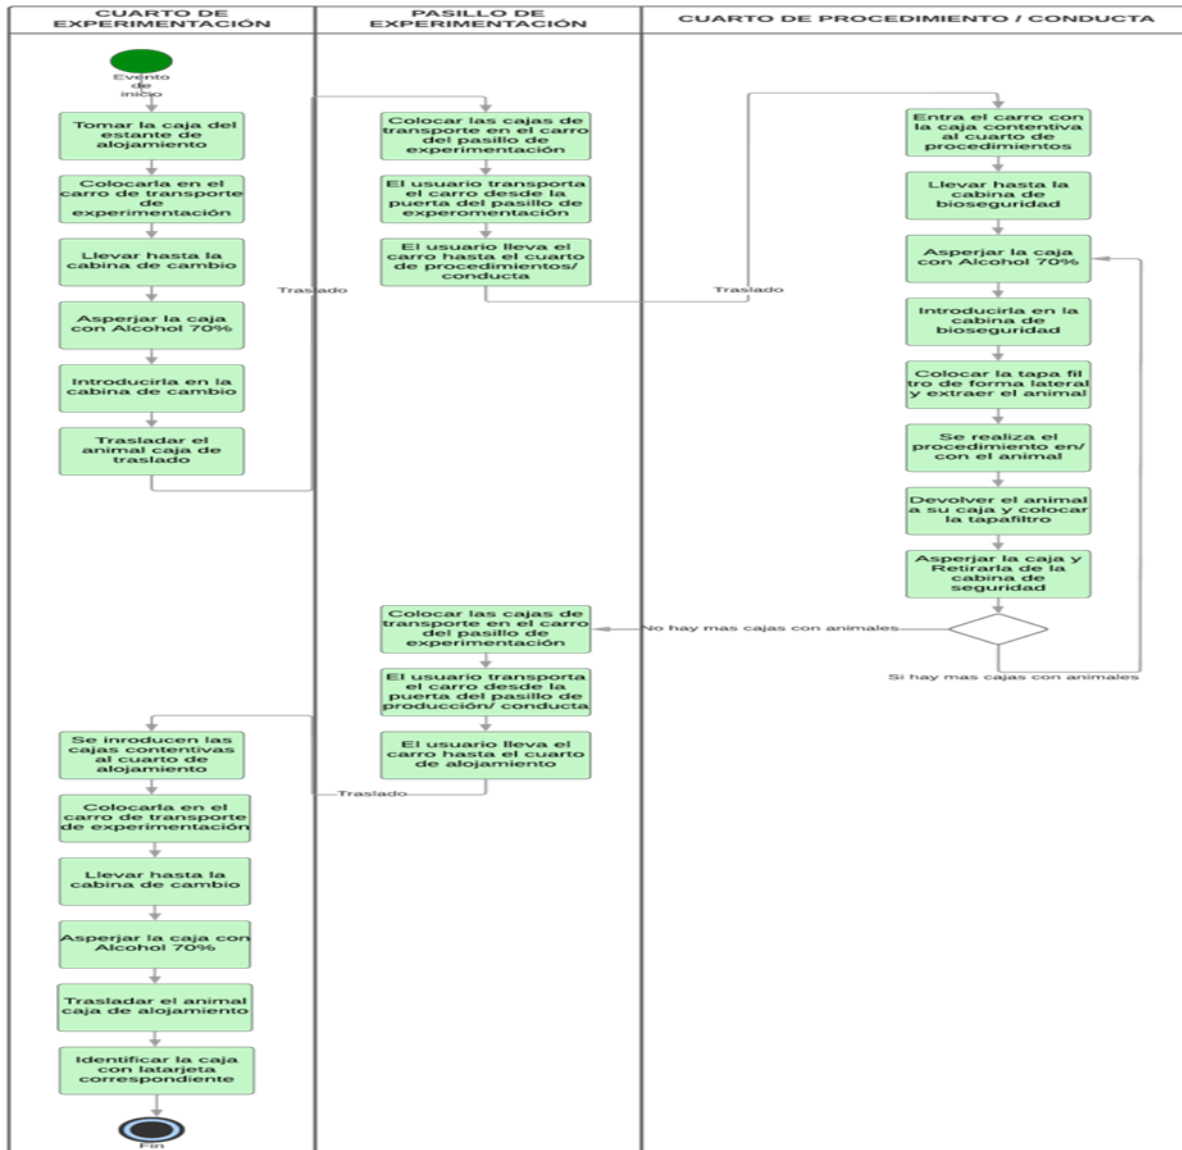 CUARTO DE
EXPERIMENTACIÓN
PASILLO DE
EXPERIMENTACIÓN
CUARTO DE PROCEDIMIENTO / CONDUCTA
Evento
de
inicio
Tomar la caja del
estante de
alojamiento
Colocarla en el
carro de transporte
de
experimentación
Llevar hasta la
cabina de cambio
Asperjar la caja
con Alcohol 70%
Introducirla en la
cabina de cambio
Trasladar el
animal caja de
traslado
Traslado
Colocar las cajas de
transporte en el carro
del pasillo de
experimentación
El usuario transporta
el carro desde la
puerta del pasillo de
experomentación
El usuario lleva el
carro hasta el cuarto
de procedimientos/
conducta
Traslado
Entra el carro con
la caja contentiva
al cuarto de
procedimientos
Llevar hasta la
cabina de
bioseguridad
Asperjar la caja
con Alcohol 70%
Introducirla en la
cabina de
bioseguridad
Colocar la tapa fil
tro de forma lateral
y extraer el animal
Se realiza el
procedimiento en/
con el animal
Devolver el animal
a su caja y colocar
la tapafiltro
Asperjar la caja y
Retirarla de la
cabina de
seguridad
No hay mas cajas con animales
Si hay mas cajas con animales
Colocar las cajas de
transporte en el carro
del pasillo de
experimentación
El usuario transporta
el carro desde la
puerta del pasillo de
producción/ conducta
El usuario lleva el
carro hasta el cuarto
de alojamiento
Traslado
Se inroducen las
cajas contentivas
al cuarto de
alojamiento
Colocarla en el
carro de transporte
de experimentación
Llevar hasta la
cabina de cambio
Asperjar la caja con
Alcohol 70%
Trasladar el animal
caja de alojamiento
Identificar la caja
con latarjeta
correspondiente
Fin